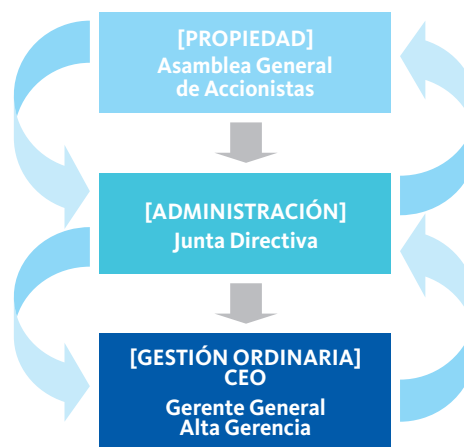 [PROPIEDAD]
Asamblea General
de Accionistas
[ADMINISTRACIÓN]
Junta Directiva
[GESTIÓN ORDINARIA]
CEO
Gerente General
Alta Gerencia